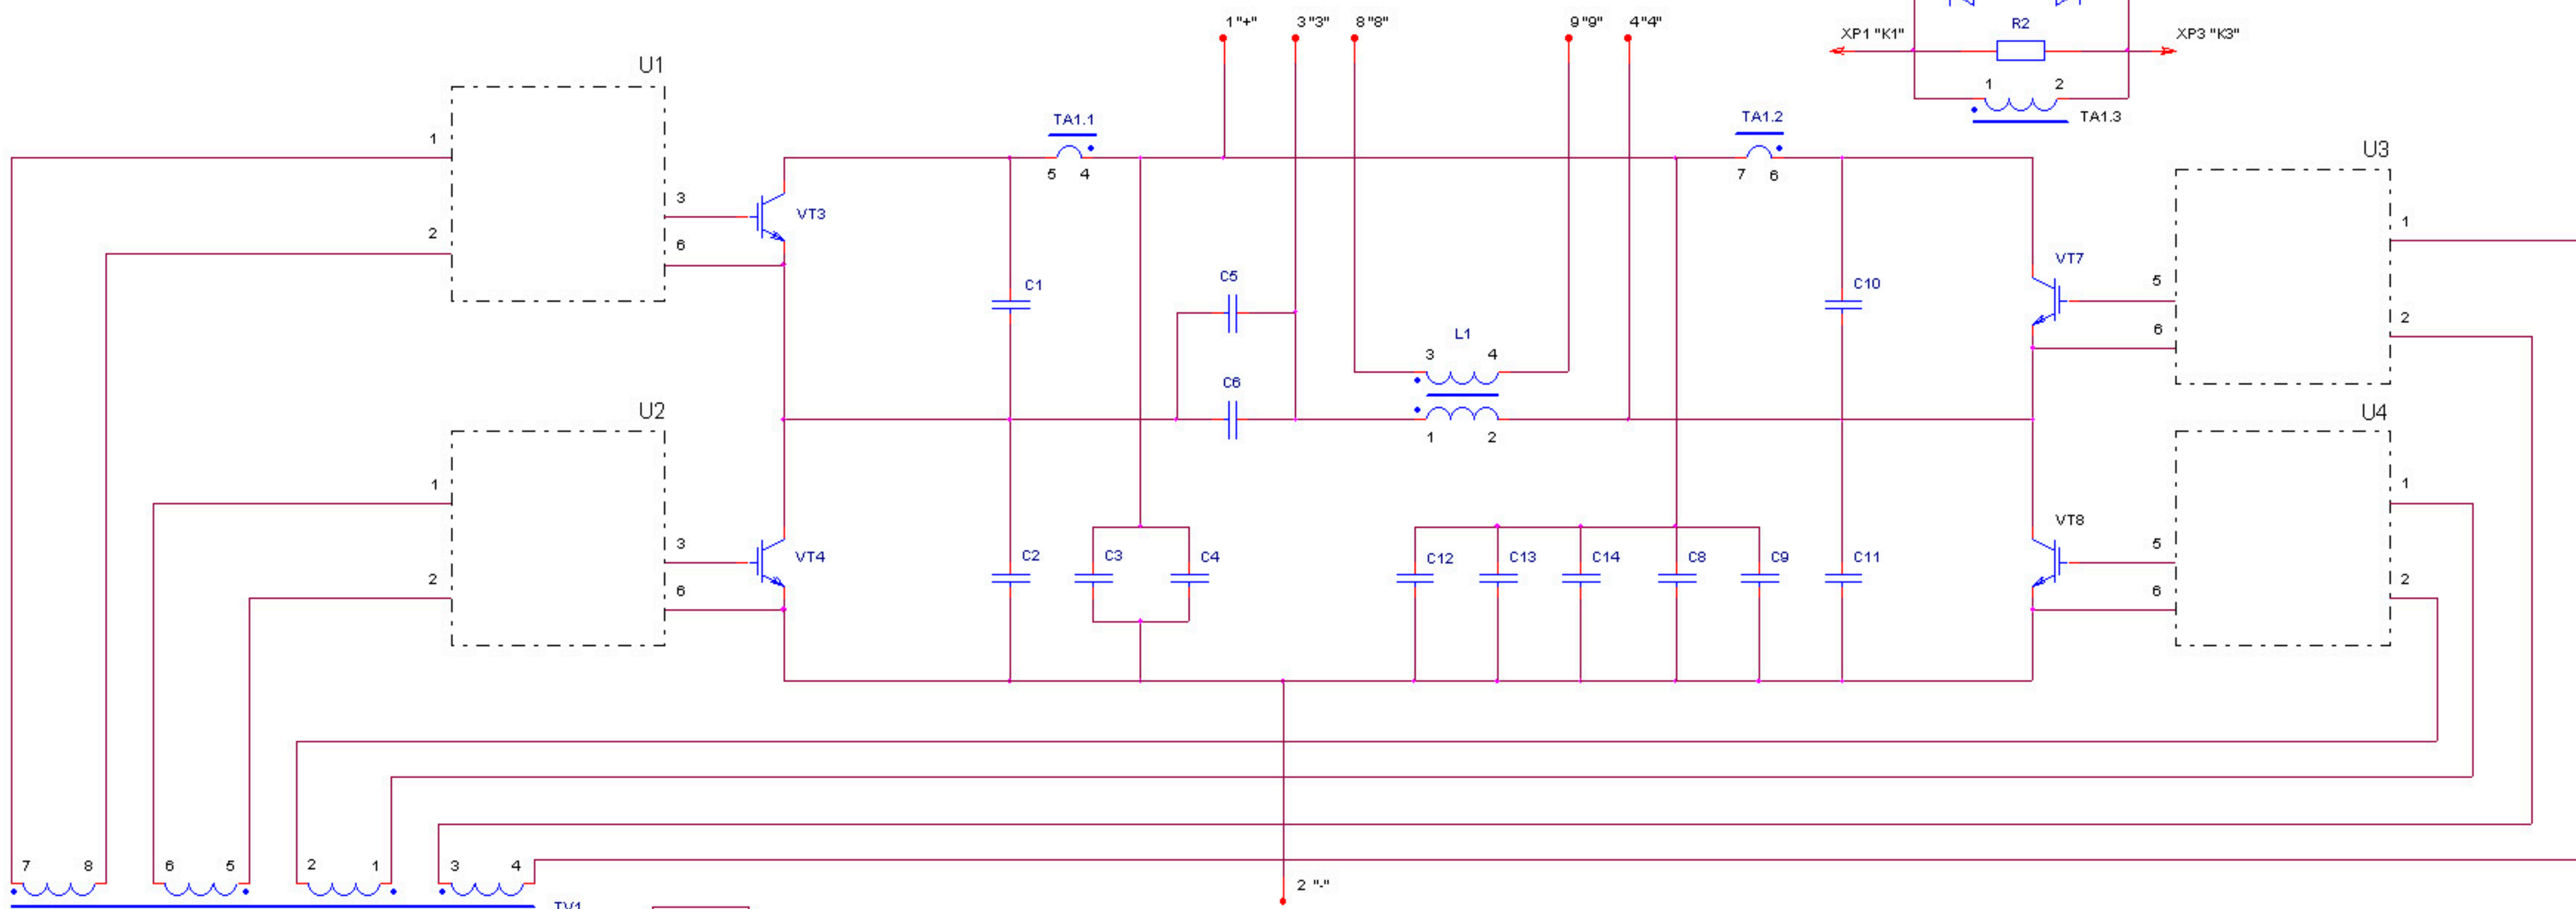 1 "+" 3 "3" 8 "8" 9 "9" 4 "4"
R2
XP1 "K1" XP3 "K3"
U1
1 2
TA1.1 TA1.2 TA1.3
1
U3
5 4 7 6
3
VT3
1
2
6
VT7
C5 C10
C1
5
2
L1
6
3 4
C6
U2 U4
1 2
1 1
VT8
3 5
VT4 C2 C3 C4 C12 C13 C14 C8 C9 C11
2 2
6 6
7 8 6 5 2 1 3 4
2 "-"
TV1